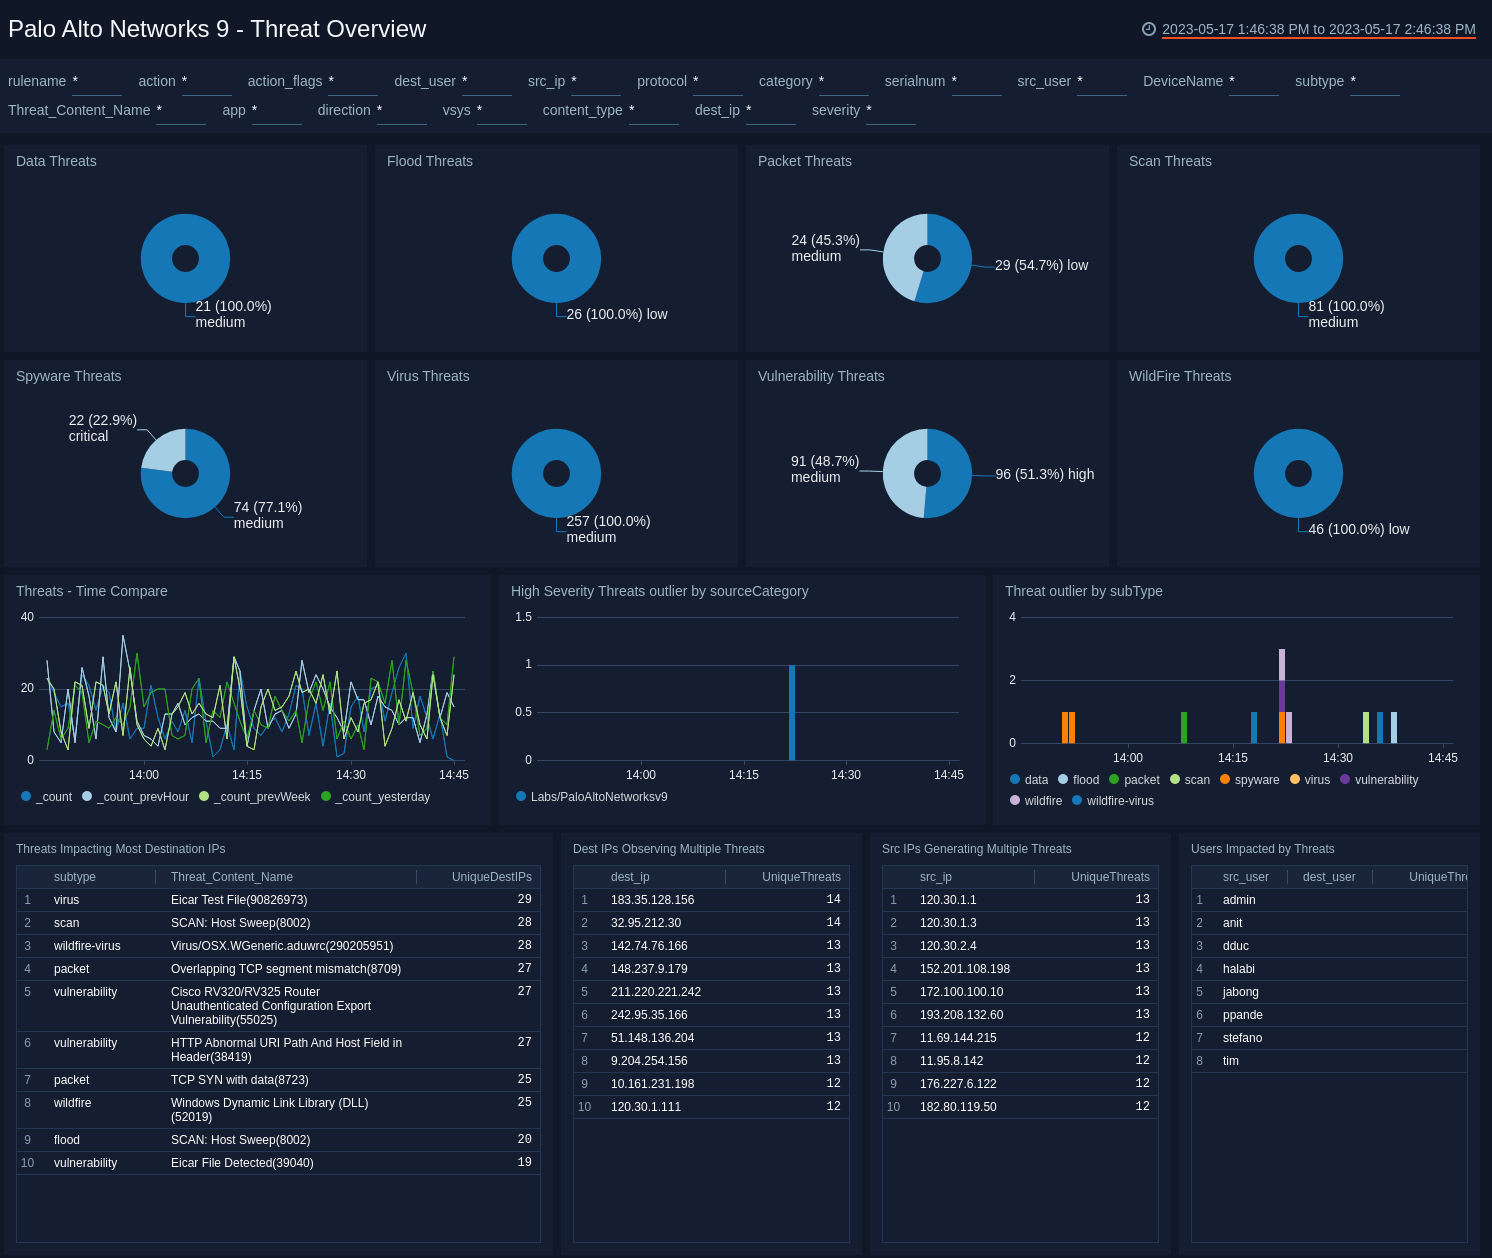 Palo Alto Networks 9 - Threat Overview
2023-05-17 1:46:38 PM to 2023-05-17 2:46:38 PM
rulename * action * action_flags * dest_user * src_ip * protocol * category * serialnum * src_user * DeviceName * subtype *
Threat_Content_Name * app * direction * vsys * content_type * dest_ip * severity *
Data Threats
21 (100.0%)
medium
Flood Threats
26 (100.0%) low
Packet Threats
24 (45.3%)
medium
29 (54.7%) low
Scan Threats
81 (100.0%)
medium
Spyware Threats
22 (22.9%)
critical
74 (77.1%)
medium
Virus Threats
257 (100.0%)
medium
Vulnerability Threats
91 (48.7%)
medium
96 (51.3%) high
WildFire Threats
46 (100.0%) low
Threats - Time Compare
40
20
0
14:00 14:15 14:30 14:45
_count _count_prevHour _count_prevWeek _count_yesterday
High Severity Threats outlier by sourceCategory
1.5
1
0.5
0
14:00 14:15 14:30 14:45
Labs/PaloAltoNetworksv9
Threat outlier by subType
4
2
0
14:00 14:15 14:30 14:45
data flood packet scan spyware virus vulnerability
wildfire wildfire-virus
Threats Impacting Most Destination IPs
subtype Threat_Content_Name UniqueDestIPs
1 virus Eicar Test File(90826973) 29
2 scan SCAN: Host Sweep(8002) 28
3 wildfire-virus Virus/OSX.WGeneric.aduwrc(290205951) 28
4 packet Overlapping TCP segment mismatch(8709) 27
5 vulnerability Cisco RV320/RV325 Router 27
Unauthenticated Configuration Export
Vulnerability(55025)
6 vulnerability HTTP Abnormal URI Path And Host Field in 27
Header(38419)
7 packet TCP SYN with data(8723) 25
8 wildfire Windows Dynamic Link Library (DLL) 25
(52019)
9 flood SCAN: Host Sweep(8002) 20
10 vulnerability Eicar File Detected(39040) 19
Dest IPs Observing Multiple Threats
dest_ip UniqueThreats
1 183.35.128.156 14
2 32.95.212.30 14
3 142.74.76.166 13
4 148.237.9.179 13
5 211.220.221.242 13
6 242.95.35.166 13
7 51.148.136.204 13
8 9.204.254.156 13
9 10.161.231.198 12
10 120.30.1.111 12
Src IPs Generating Multiple Threats
src_ip UniqueThreats
1 120.30.1.1 13
2 120.30.1.3 13
3 120.30.2.4 13
4 152.201.108.198 13
5 172.100.100.10 13
6 193.208.132.60 13
7 11.69.144.215 12
8 11.95.8.142 12
9 176.227.6.122 12
10 182.80.119.50 12
Users Impacted by Threats
src_user dest_user UniqueThre
1 admin
2 anit
3 dduc
4 halabi
5 jabong
6 ppande
7 stefano
8 tim